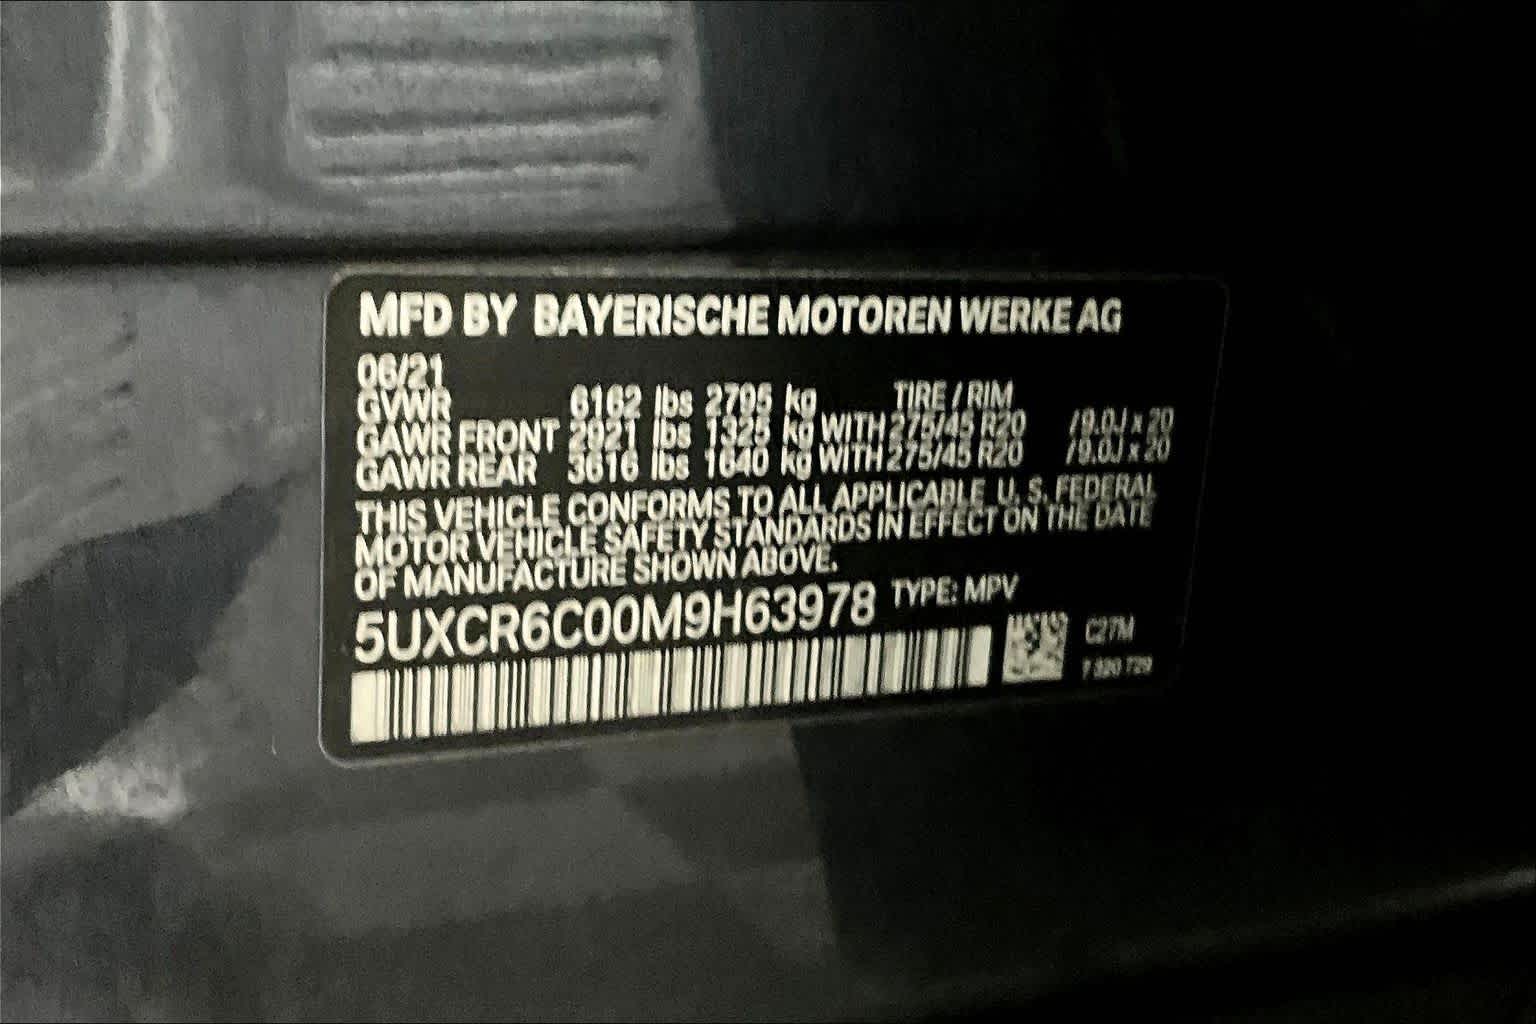 MFD BY BAYERISCHE MOTOREN WERKE AG
06/21
GVWR 6162 lbs 2795 kg TIRE / RIM
GAWR FRONT 2921 lbs 1325 kg WITH 275/45 R20 /9.0J x 20
GAWR REAR 3616 lbs 1640 kg WITH 275/45 R20 /9.0J x 20
THIS VEHICLE CONFORMS TO ALL APPLICABLE U. S. FEDERAL
MOTOR VEHICLE SAFETY STANDARDS IN EFFECT ON THE DATE
OF MANUFACTURE SHOWN ABOVE.
5UXCR6C00M9H63978 TYPE: MPV
C27M